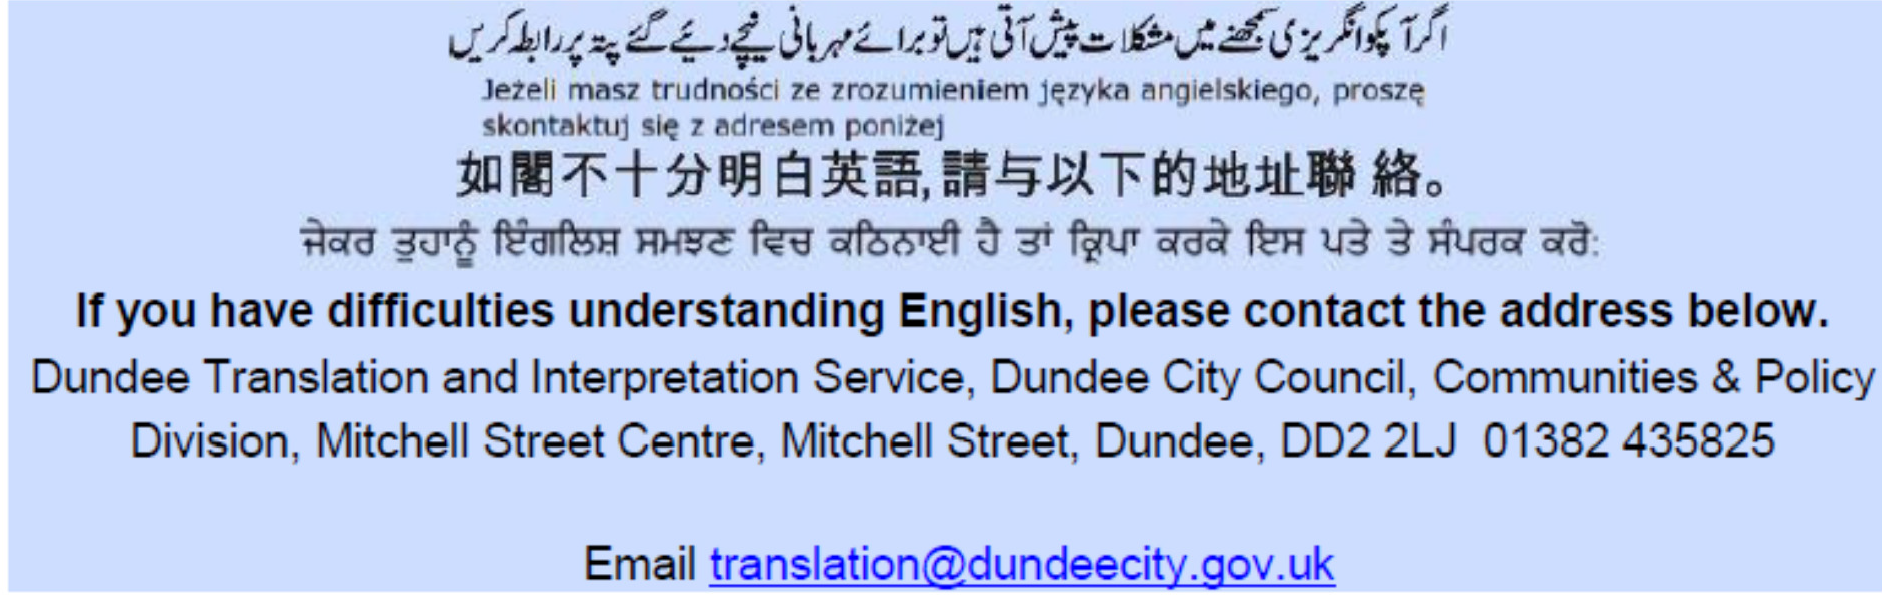 اگر آپکو انگریزی سمجھنے میں مشکلات پیش آتی ہیں تو برائے مہربانی نیچے دئیے گئے پتہ پر رابطہ کریں
Jeżeli masz trudności ze zrozumieniem języka angielskiego, proszę
skontaktuj się z adresem poniżej
如閣不十分明白英語,請与以下的地址聯 絡。
ਜੇਕਰ ਤੁਹਾਨੂੰ ਇੰਗਲਿਸ਼ ਸਮਝਣ ਵਿਚ ਕਠਿਨਾਈ ਹੈ ਤਾਂ ਕ੍ਰਿਪਾ ਕਰਕੇ ਇਸ ਪਤੇ ਤੇ ਸੰਪਰਕ ਕਰੋ:
If you have difficulties understanding English, please contact the address below.
Dundee Translation and Interpretation Service, Dundee City Council, Communities & Policy
Division, Mitchell Street Centre, Mitchell Street, Dundee, DD2 2LJ 01382 435825
Email translation@dundeecity.gov.uk